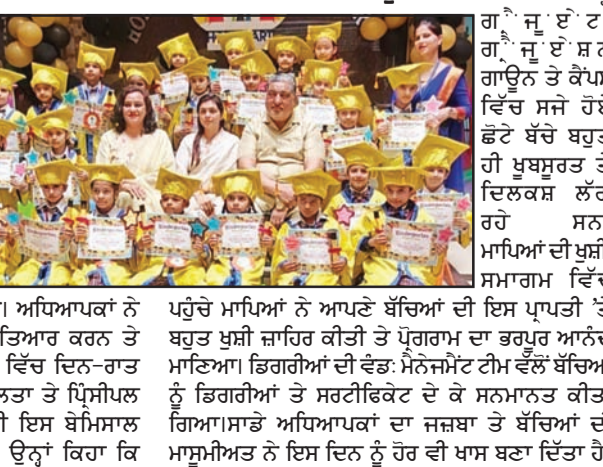 ਗ੍ਰੈਜੂਏਟ
ਗ੍ਰੈਜੂਏਸ਼ਨ
ਗਾਊਨ ਤੇ ਕੈਂਪਸ
ਵਿੱਚ ਸਜੇ ਹੋਏ
ਛੋਟੇ ਬੱਚੇ ਬਹੁਤ
ਹੀ ਖੂਬਸੂਰਤ ਤੇ
ਦਿਲਕਸ਼ ਲੱਗ
ਰਹੇ ਸਨ
ਮਾਪਿਆਂ ਦੀ ਖੁਸ਼ੀ
ਸਮਾਗਮ ਵਿੱਚ
। ਅਧਿਆਪਕਾਂ ਨੇ
ਤਿਆਰ ਕਰਨ ਤੇ
ਵਿੱਚ ਦਿਨ-ਰਾਤ
ਤੇ ਪ੍ਰਿੰਸੀਪਲ
ਇਸ ਬੇਮਿਸਾਲ
ਉਨ੍ਹਾਂ ਕਿਹਾ ਕਿ
ਪਹੁੰਚੇ ਮਾਪਿਆਂ ਨੇ ਆਪਣੇ ਬੱਚਿਆਂ ਦੀ ਇਸ ਪ੍ਰਾਪਤੀ 'ਤੇ
ਬਹੁਤ ਖੁਸ਼ੀ ਜ਼ਾਹਿਰ ਕੀਤੀ ਤੇ ਪ੍ਰੋਗਰਾਮ ਦਾ ਭਰਪੂਰ ਆਨੰਦ
ਮਾਣਿਆ। ਡਿਗਰੀਆਂ ਦੀ ਵੰਡ: ਮੈਨੇਜਮੈਂਟ ਟੀਮ ਵੱਲੋਂ ਬੱਚਿਆਂ
ਨੂੰ ਡਿਗਰੀਆਂ ਤੇ ਸਰਟੀਫਿਕੇਟ ਦੇ ਕੇ ਸਨਮਾਨਤ ਕੀਤਾ
ਗਿਆ।ਸਾਡੇ ਅਧਿਆਪਕਾਂ ਦਾ ਜਜ਼ਬਾ ਤੇ ਬੱਚਿਆਂ ਦੀ
ਮਾਸੂਮੀਅਤ ਨੇ ਇਸ ਦਿਨ ਨੂੰ ਹੋਰ ਵੀ ਖਾਸ ਬਣਾ ਦਿੱਤਾ ਹੈ